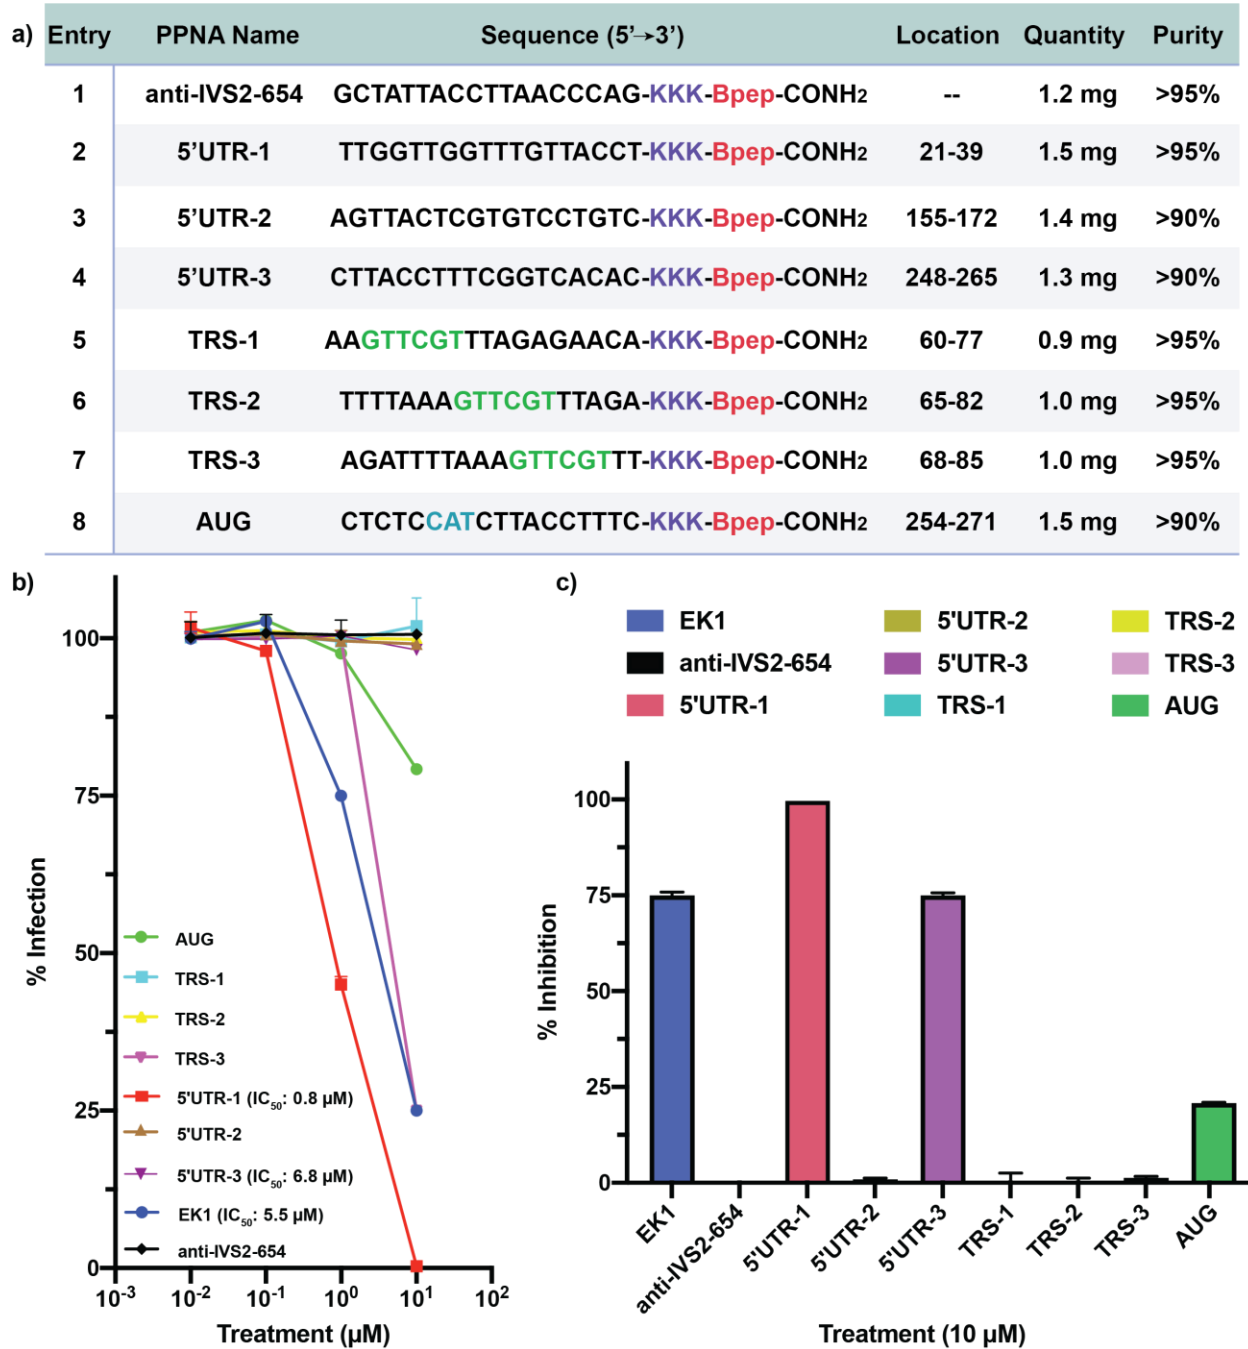 a) Entry PPNA Name Sequence (5’→3’) Location Quantity Purity
1 anti-IVS2-654 GCTATTACCTTAACCCAG-KKK-Bpep-CONH2 -- 1.2 mg >95%
2 5’UTR-1 TTGGTTGGTTTGTTACCT-KKK-Bpep-CONH2 21-39 1.5 mg >95%
3 5’UTR-2 AGTTACTCGTGTCCTGTC-KKK-Bpep-CONH2 155-172 1.4 mg >90%
4 5’UTR-3 CTTACCTTTCGGTCACAC-KKK-Bpep-CONH2 248-265 1.3 mg >90%
5 TRS-1 AAGTTCGTTTAGAGAACA-KKK-Bpep-CONH2 60-77 0.9 mg >95%
6 TRS-2 TTTTAAAGTTCGTTTAGA-KKK-Bpep-CONH2 65-82 1.0 mg >95%
7 TRS-3 AGATTTTAAAGTTCGTTT-KKK-Bpep-CONH2 68-85 1.0 mg >95%
8 AUG CTCTCCATCTTACCTTTC-KKK-Bpep-CONH2 254-271 1.5 mg >90%
b)
% Infection
100
75
50
25
0
AUG
TRS-1
TRS-2
TRS-3
5'UTR-1 (IC50: 0.8 µM)
5'UTR-2
5'UTR-3 (IC50: 6.8 µM)
EK1 (IC50: 5.5 µM)
anti-IVS2-654
10-3 10-2 10-1 100 101 102
Treatment (µM)
c)
EK1 5'UTR-2 TRS-2
anti-IVS2-654 5'UTR-3 TRS-3
5'UTR-1 TRS-1 AUG
% Inhibition
100
75
50
25
0
EK1 anti-IVS2-654 5'UTR-1 5'UTR-2 5'UTR-3 TRS-1 TRS-2 TRS-3 AUG
Treatment (10 µM)